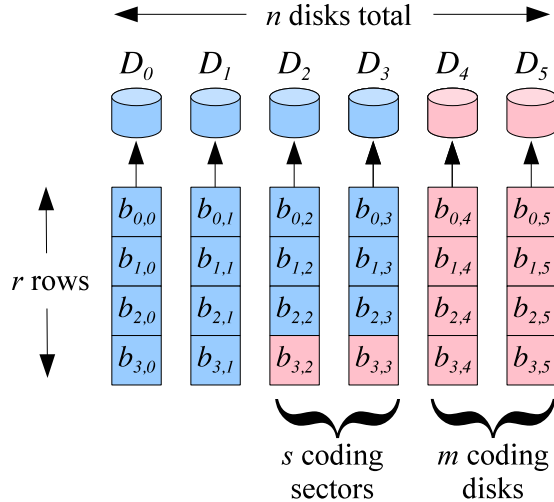 n disks total
D0 D1 D2 D3 D4 D5
b0,0 b0,1 b0,2 b0,3 b0,4 b0,5
b1,0 b1,1 b1,2 b1,3 b1,4 b1,5
r rows
b2,0 b2,1 b2,2 b2,3 b2,4 b2,5
b3,0 b3,1 b3,2 b3,3 b3,4 b3,5
s coding
sectors
m coding
disks